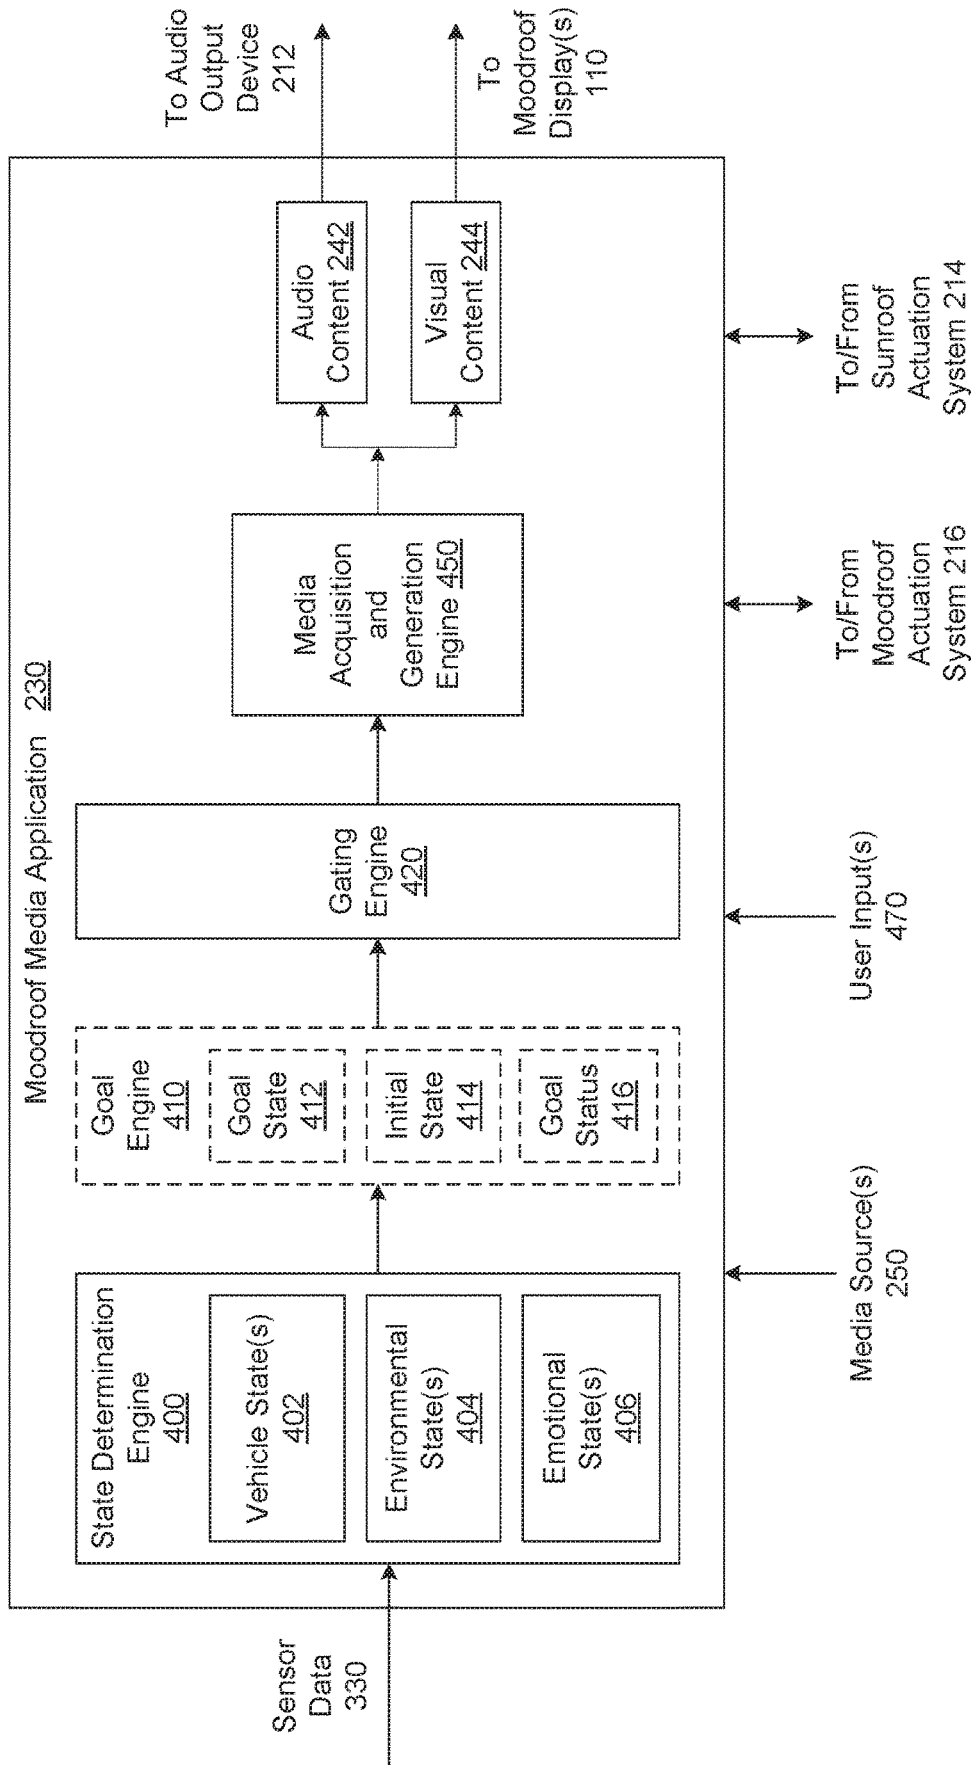 Moodroof Media Application 230
Sensor
Data
330
State Determination
Engine
400
Vehicle State(s)
402
Environmental
State(s)
404
Emotional
State(s)
406
Goal
Engine
410
Goal
State
412
Initial
State
414
Goal
Status
416
Gating
Engine
420
Media
Acquisition
and
Generation
Engine 450
Audio
Content 242
Visual
Content 244
To Audio
Output
Device
212
To
Moodroof
Display(s)
110
Media Source(s)
250
User Input(s)
470
To/From
Moodroof
Actuation
System 216
To/From
Sunroof
Actuation
System 214